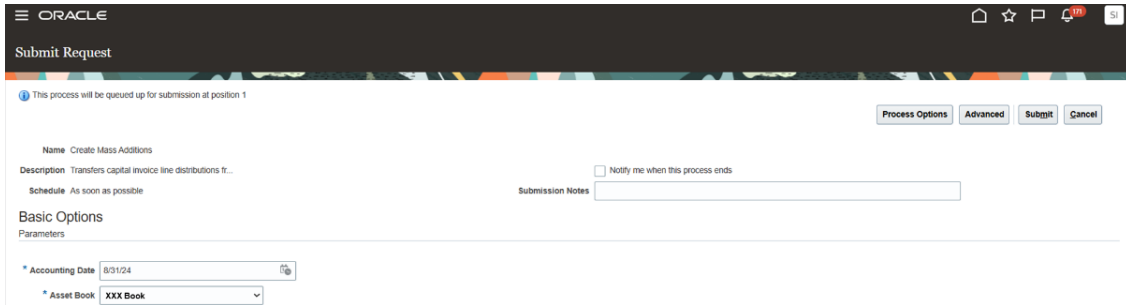 ORACLE
171
SI
Submit Request
This process will be queued up for submission at position 1
Process Options Advanced Submit Cancel
Name Create Mass Additions
Description Transfers capital invoice line distributions fr...
Notify me when this process ends
Schedule As soon as possible
Submission Notes
Basic Options
Parameters
* Accounting Date 8/31/24
* Asset Book XXX Book